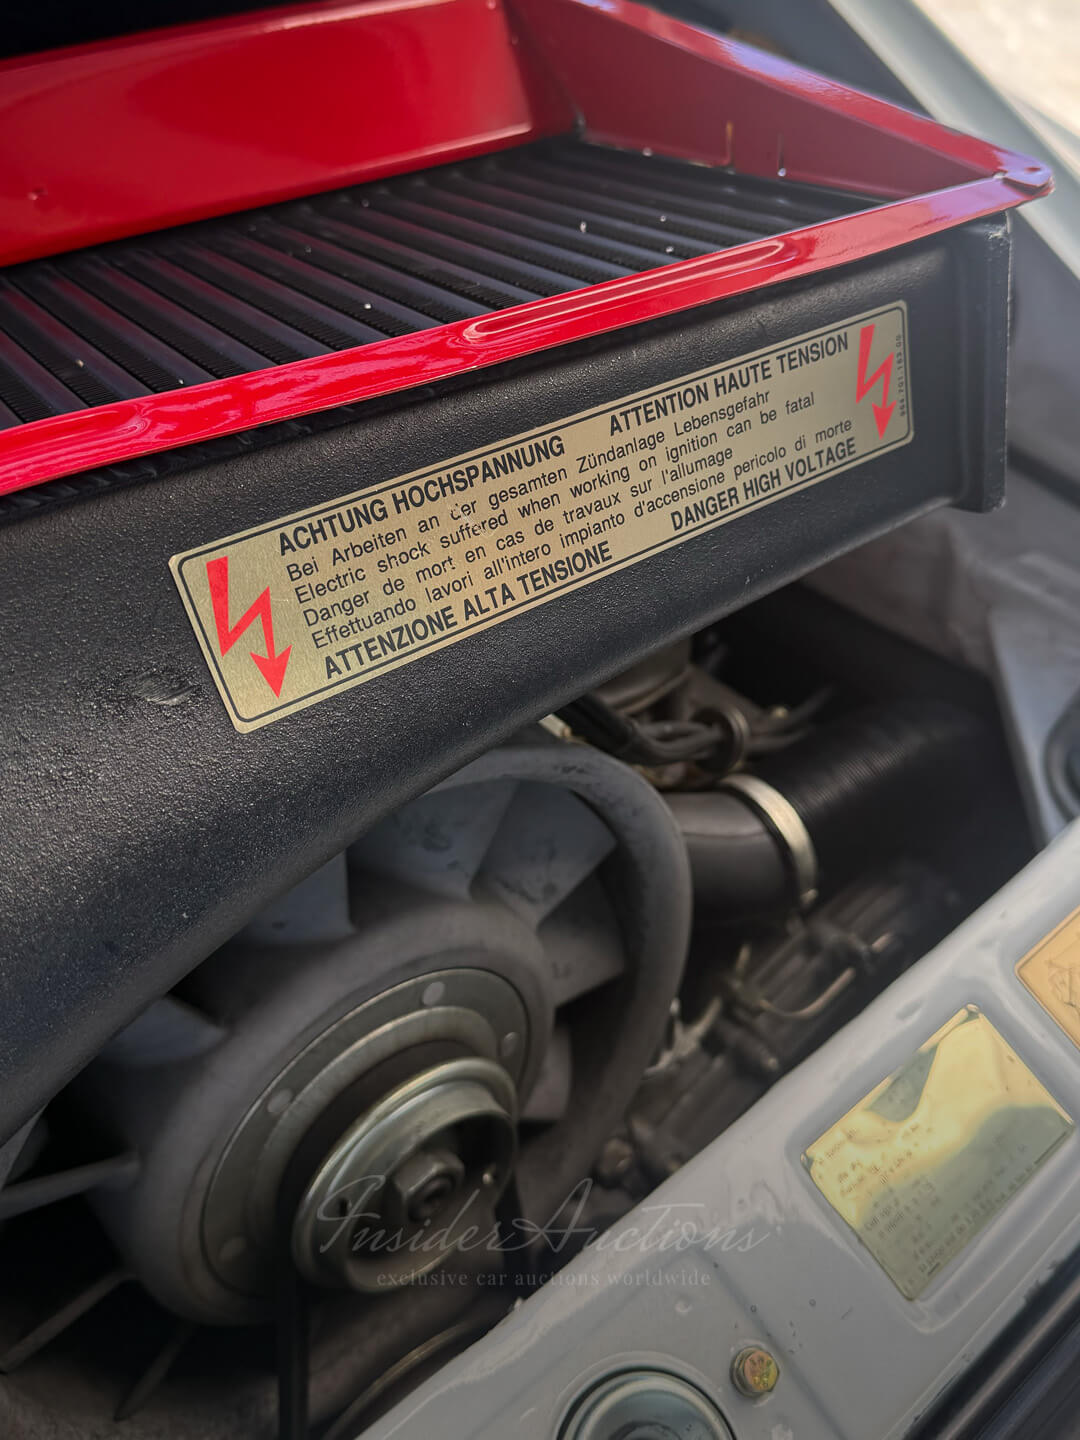 ACHTUNG HOCHSPANNUNG ATTENTION HAUTE TENSION
Bei Arbeiten an der gesamten Zündanlage Lebensgefahr
Electric shock suffered when working on ignition can be fatal
Danger de mort en cas de travaux sur l'allumage
Effettuando lavori all'intero impianto d'accensione pericolo di morte
ATTENZIONE ALTA TENSIONE DANGER HIGH VOLTAGE
InsiderAuctions
exclusive car auctions worldwide